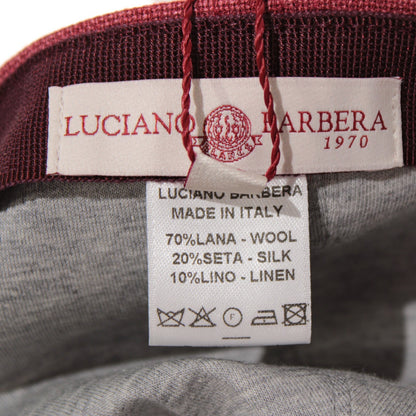 LUCIANO BARBERA
1970
LUCIANO BARBERA
MADE IN ITALY
70%LANA - WOOL
20%SETA - SILK
10%LINO - LINEN
F